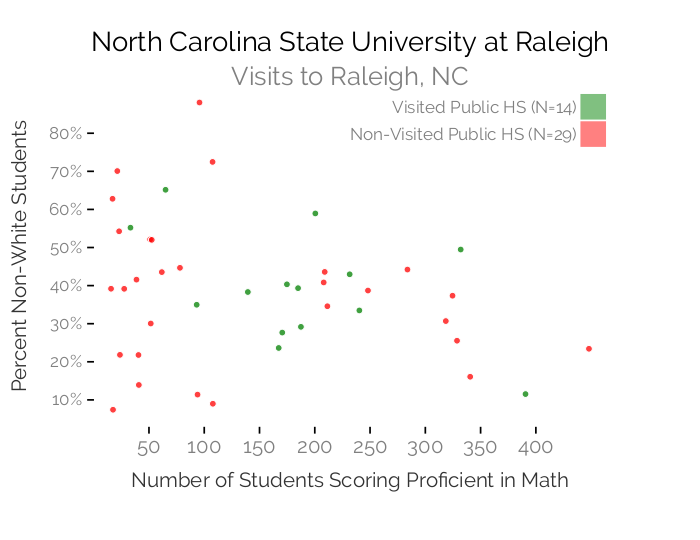 North Carolina State University at Raleigh
Visits to Raleigh, NC
Visited Public HS (N=14)
Non-Visited Public HS (N=29)
Percent Non-White Students
80%
70%
60%
50%
40%
30%
20%
10%
50 100 150 200 250 300 350 400
Number of Students Scoring Proficient in Math